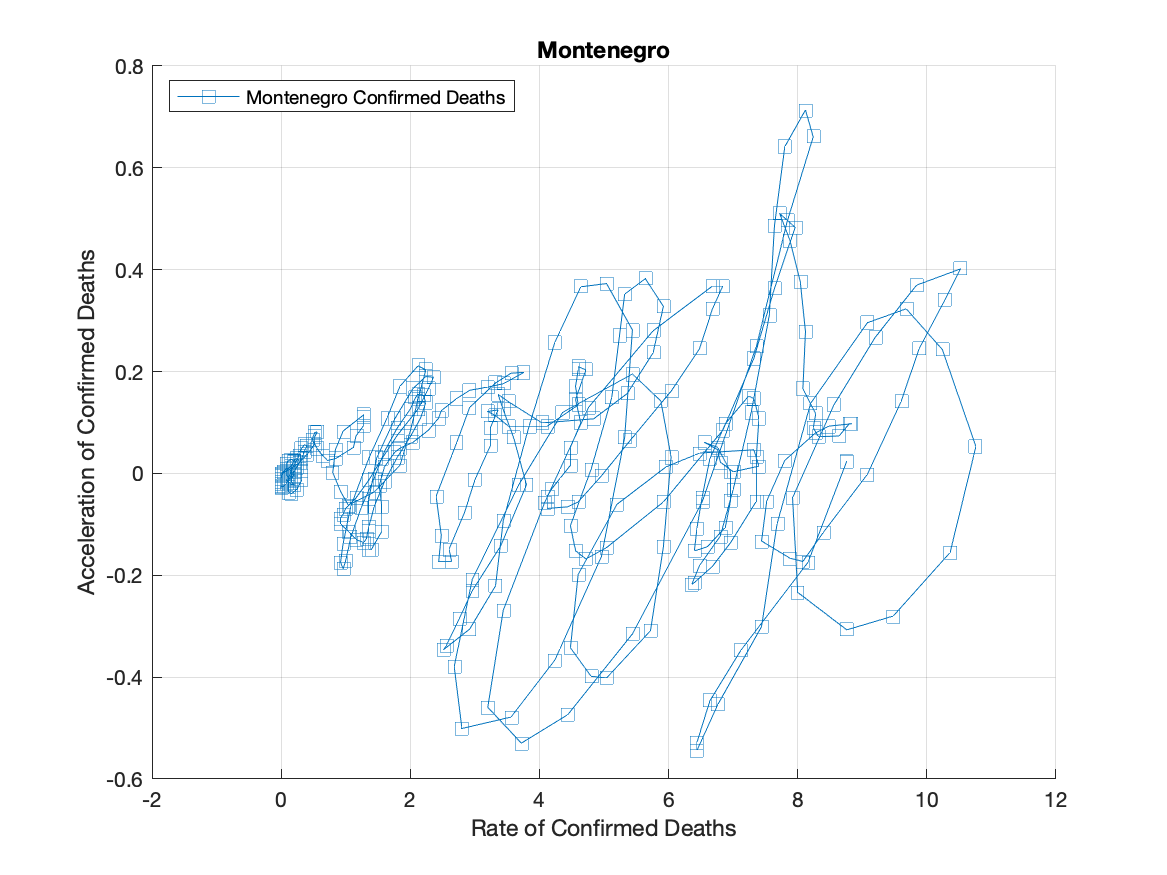 Montenegro
0.8
Montenegro Confirmed Deaths
0.6
0.4
0.2
0
-0.2
-0.4
-0.6
-2 0 2 4 6 8 10 12
Acceleration of Confirmed Deaths
Rate of Confirmed Deaths